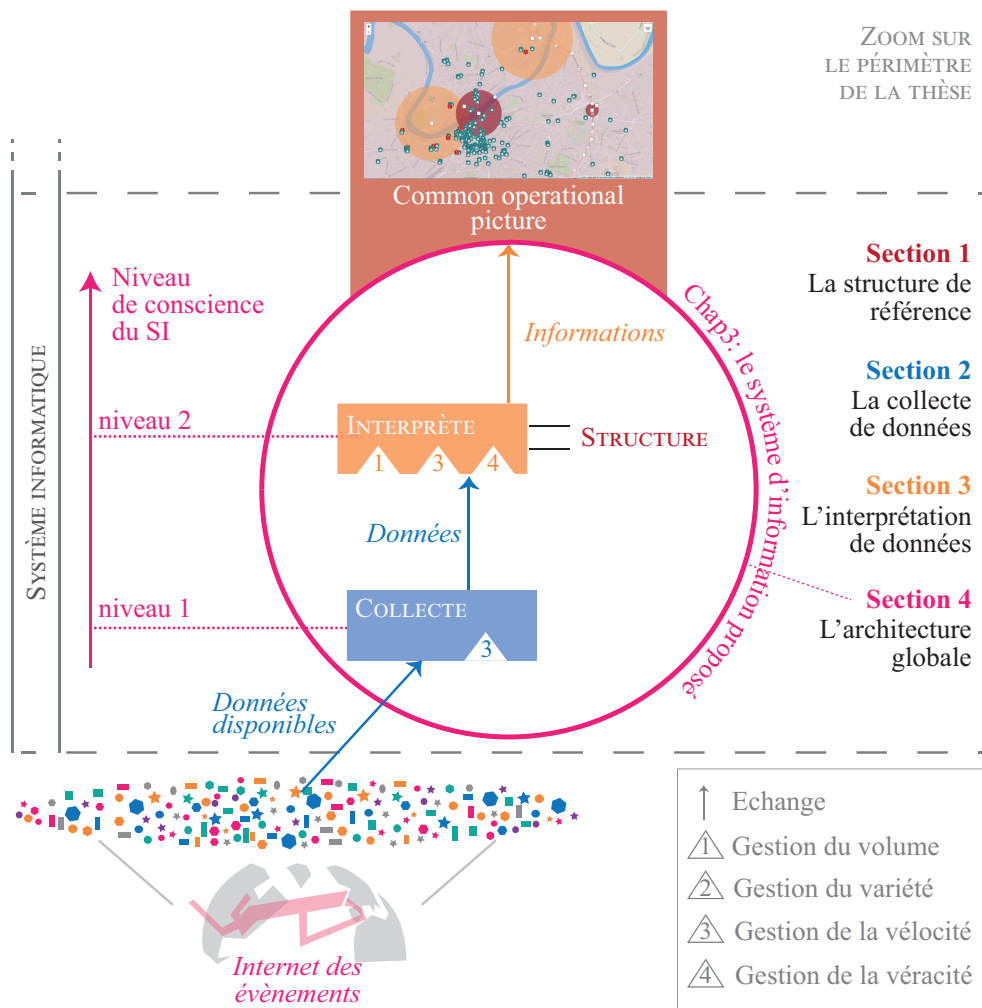 ZOOM SUR
LE PÉRIMÈTRE
DE LA THÈSE
Common operational
picture
SYSTÈME INFORMATIQUE
Niveau
de conscience
du SI
niveau 2
niveau 1
Informations
INTERPRÈTE
1
3
4
STRUCTURE
Données
COLLECTE
3
Données
disponibles
Chap3: le système d'information proposé
Section 1
La structure de
référence
Section 2
La collecte
de données
Section 3
L'interprétation
de données
Section 4
L'architecture
globale
Internet des
évènements
Echange
1 Gestion du volume
2 Gestion du variété
3 Gestion de la vélocité
4 Gestion de la véracité